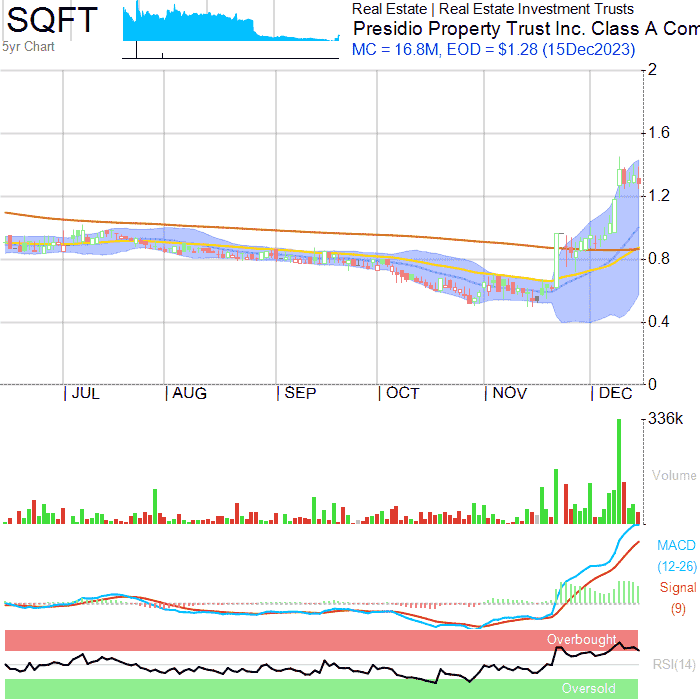 SQFT
5yr Chart
Real Estate | Real Estate Investment Trusts
Presidio Property Trust Inc. Class A Com
MC = 16.8M, EOD = $1.28 (15Dec2023)
2
1.6
1.2
0.8
0.4
0
JUL AUG SEP OCT NOV DEC
336k
Volume
MACD
(12-26)
Signal
(9)
Overbought
RSI(14)
Oversold